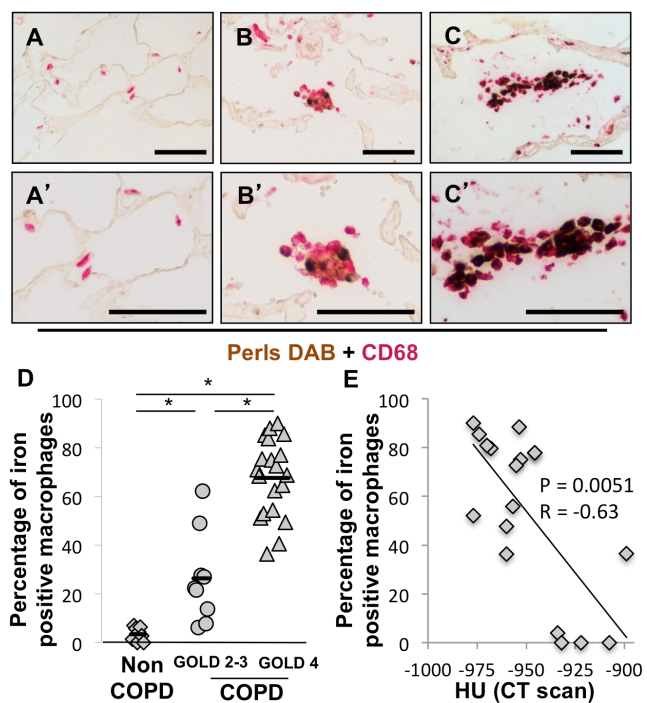 A
B
C
A’
B’
C’
Perls DAB + CD68
D
E
*
*
*
100
80
60
40
20
0
Percentage of iron
positive macrophages
Non
COPD
GOLD 2-3
GOLD 4
COPD
100
80
60
40
20
0
Percentage of iron
positive macrophages
P = 0.0051
R = -0.63
-1000
-975
-950
-925
-900
HU (CT scan)